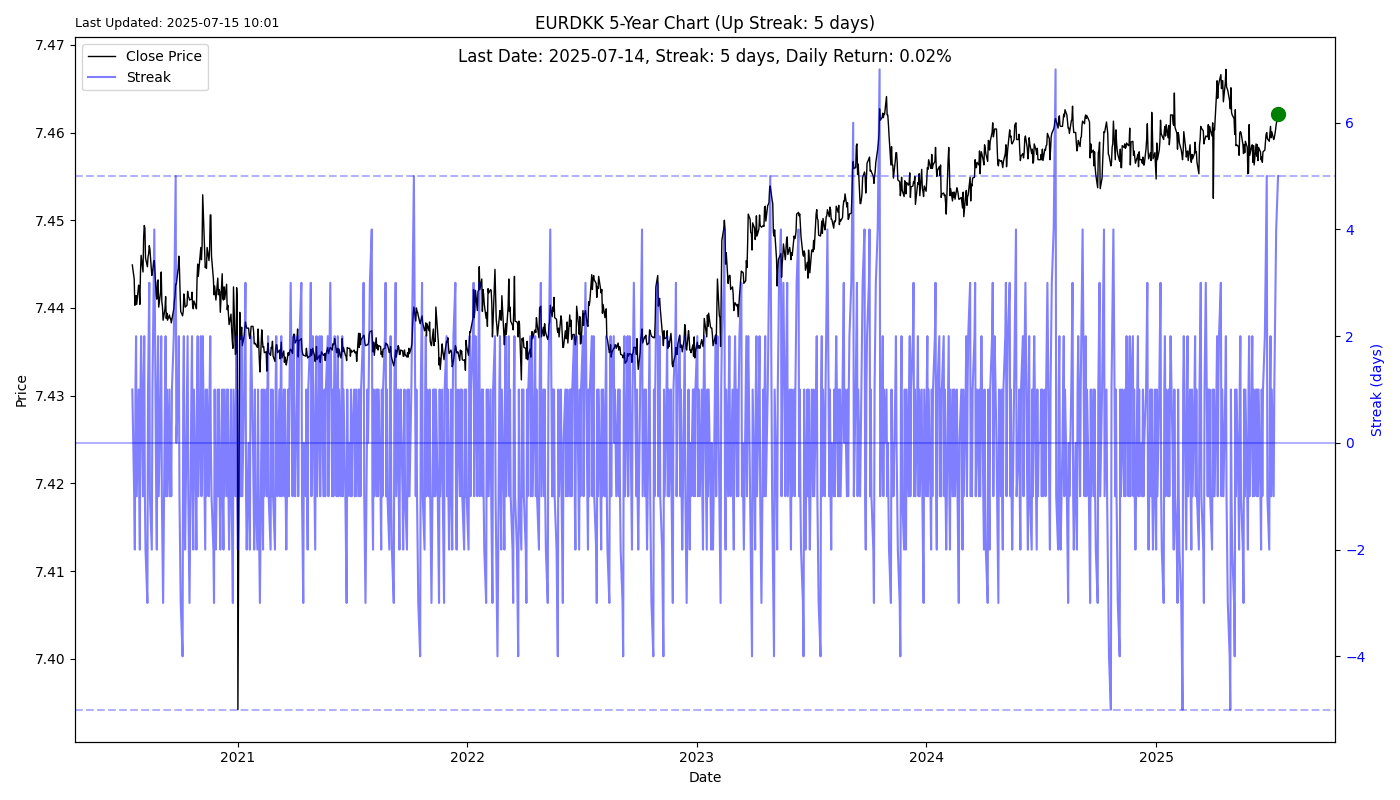 Last Updated: 2025-07-15 10:01
EURDKK 5-Year Chart (Up Streak: 5 days)
Last Date: 2025-07-14, Streak: 5 days, Daily Return: 0.02%
Close Price
Streak
7.47
7.46
7.45
7.44
7.43
7.42
7.41
7.40
Price
6
4
2
0
−2
−4
Streak (days)
2021
2022
2023
2024
2025
Date